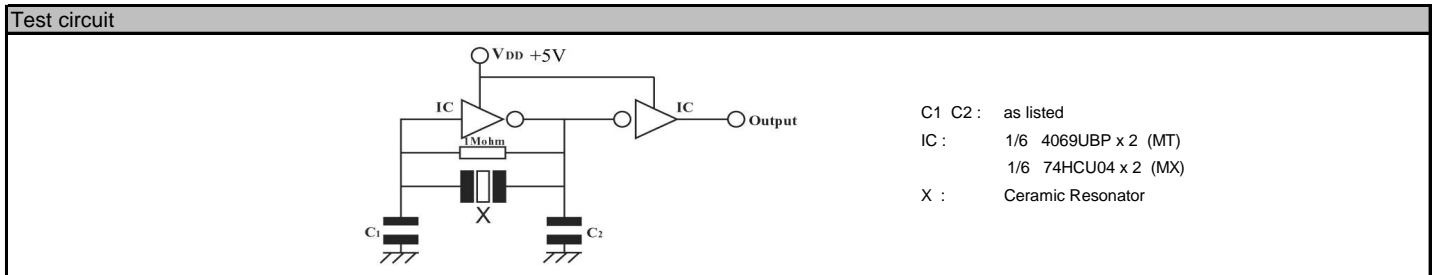 Test circuit
VDD +5V
IC
IC
Output
1Mohm
X
C1
C2
C1 C2 : as listed
IC : 1/6 4069UBP x 2 (MT)
1/6 74HCU04 x 2 (MX)
X : Ceramic Resonator